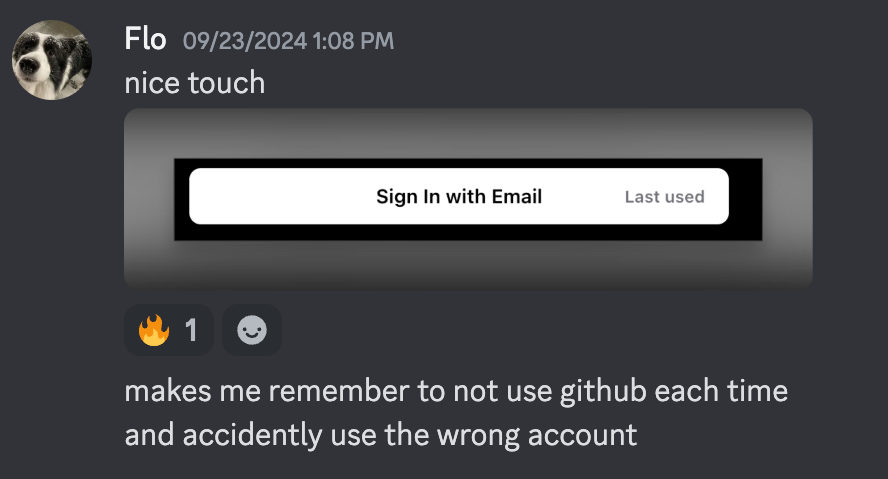 Flo 09/23/2024 1:08 PM
nice touch
Sign In with Email Last used
🔥 1
makes me remember to not use github each time
and accidently use the wrong account